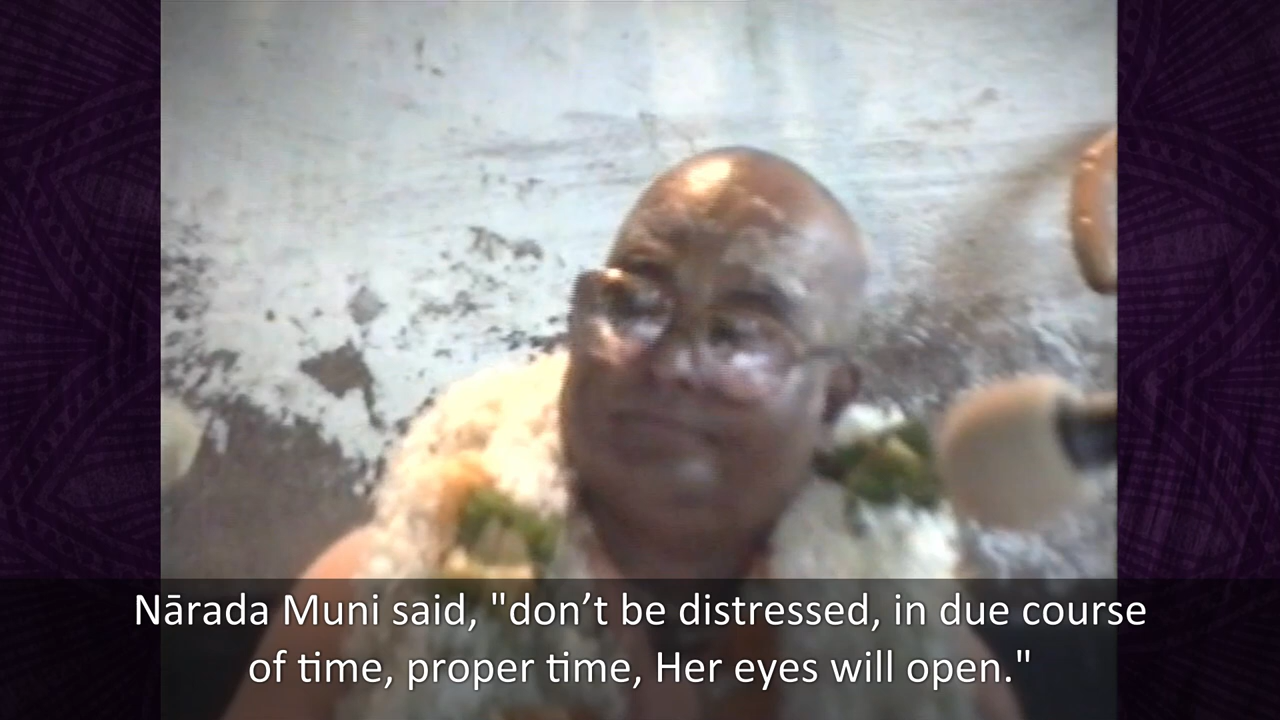 Nārada Muni said, "don’t be distressed, in due course
of time, proper time, Her eyes will open."